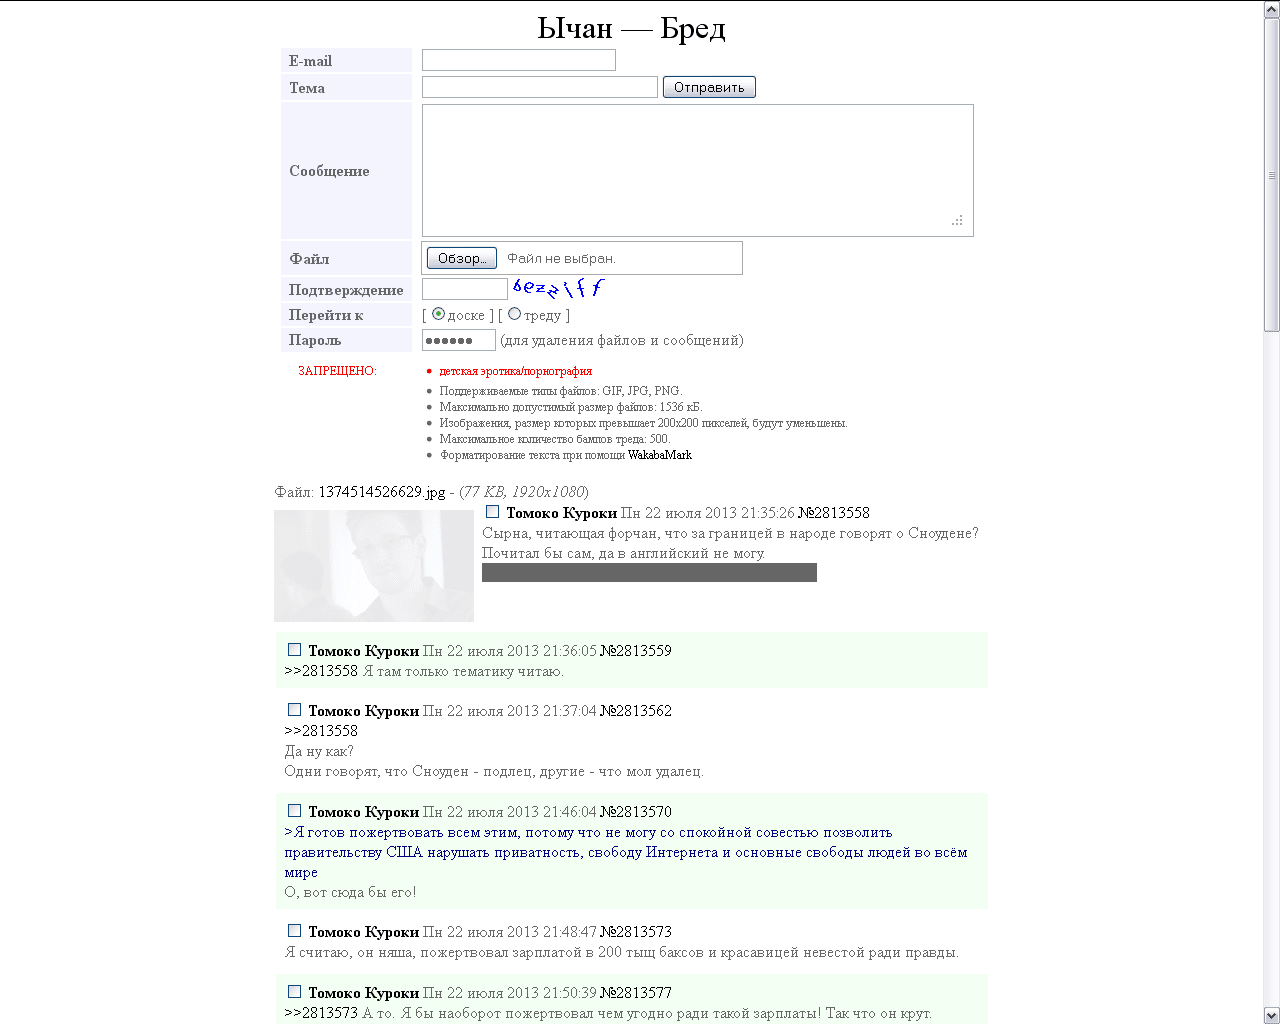 Ычан — Бред
E-mail
Тема Отправить
Сообщение
Файл Обзор... Файл не выбран.
Подтверждение
Перейти к [ доске ] [ треду ]
Пароль (для удаления файлов и сообщений)
ЗАПРЕЩЕНО: • детская эротика/порнография
• Поддерживаемые типы файлов: GIF, JPG, PNG.
• Максимально допустимый размер файлов: 1536 кБ.
• Изображения, размер которых превышает 200x200 пикселей, будут уменьшены.
• Максимальное количество бампов треда: 500.
• Форматирование текста при помощи WakabaMark
Файл: 1374514526629.jpg - (77 KB, 1920x1080)
Томоко Куроки Пн 22 июля 2013 21:35:26 №2813558
Сырна, читающая форчан, что за границей в народе говорят о Сноудене?
Почитал бы сам, да в английский не могу.
Томоко Куроки Пн 22 июля 2013 21:36:05 №2813559
>>2813558 Я там только тематику читаю.
Томоко Куроки Пн 22 июля 2013 21:37:04 №2813562
>>2813558
Да ну как?
Одни говорят, что Сноуден - подлец, другие - что мол удалец.
Томоко Куроки Пн 22 июля 2013 21:46:04 №2813570
>Я готов пожертвовать всем этим, потому что не могу со спокойной совестью позволить
правительству США нарушать приватность, свободу Интернета и основные свободы людей во всём
мире
О, вот сюда бы его!
Томоко Куроки Пн 22 июля 2013 21:48:47 №2813573
Я считаю, он няша, пожертвовал зарплатой в 200 тыщ баксов и красавицей невестой ради правды.
Томоко Куроки Пн 22 июля 2013 21:50:39 №2813577
>>2813573 А то. Я бы наоборот пожертвовал чем угодно ради такой зарплаты! Так что он крут.